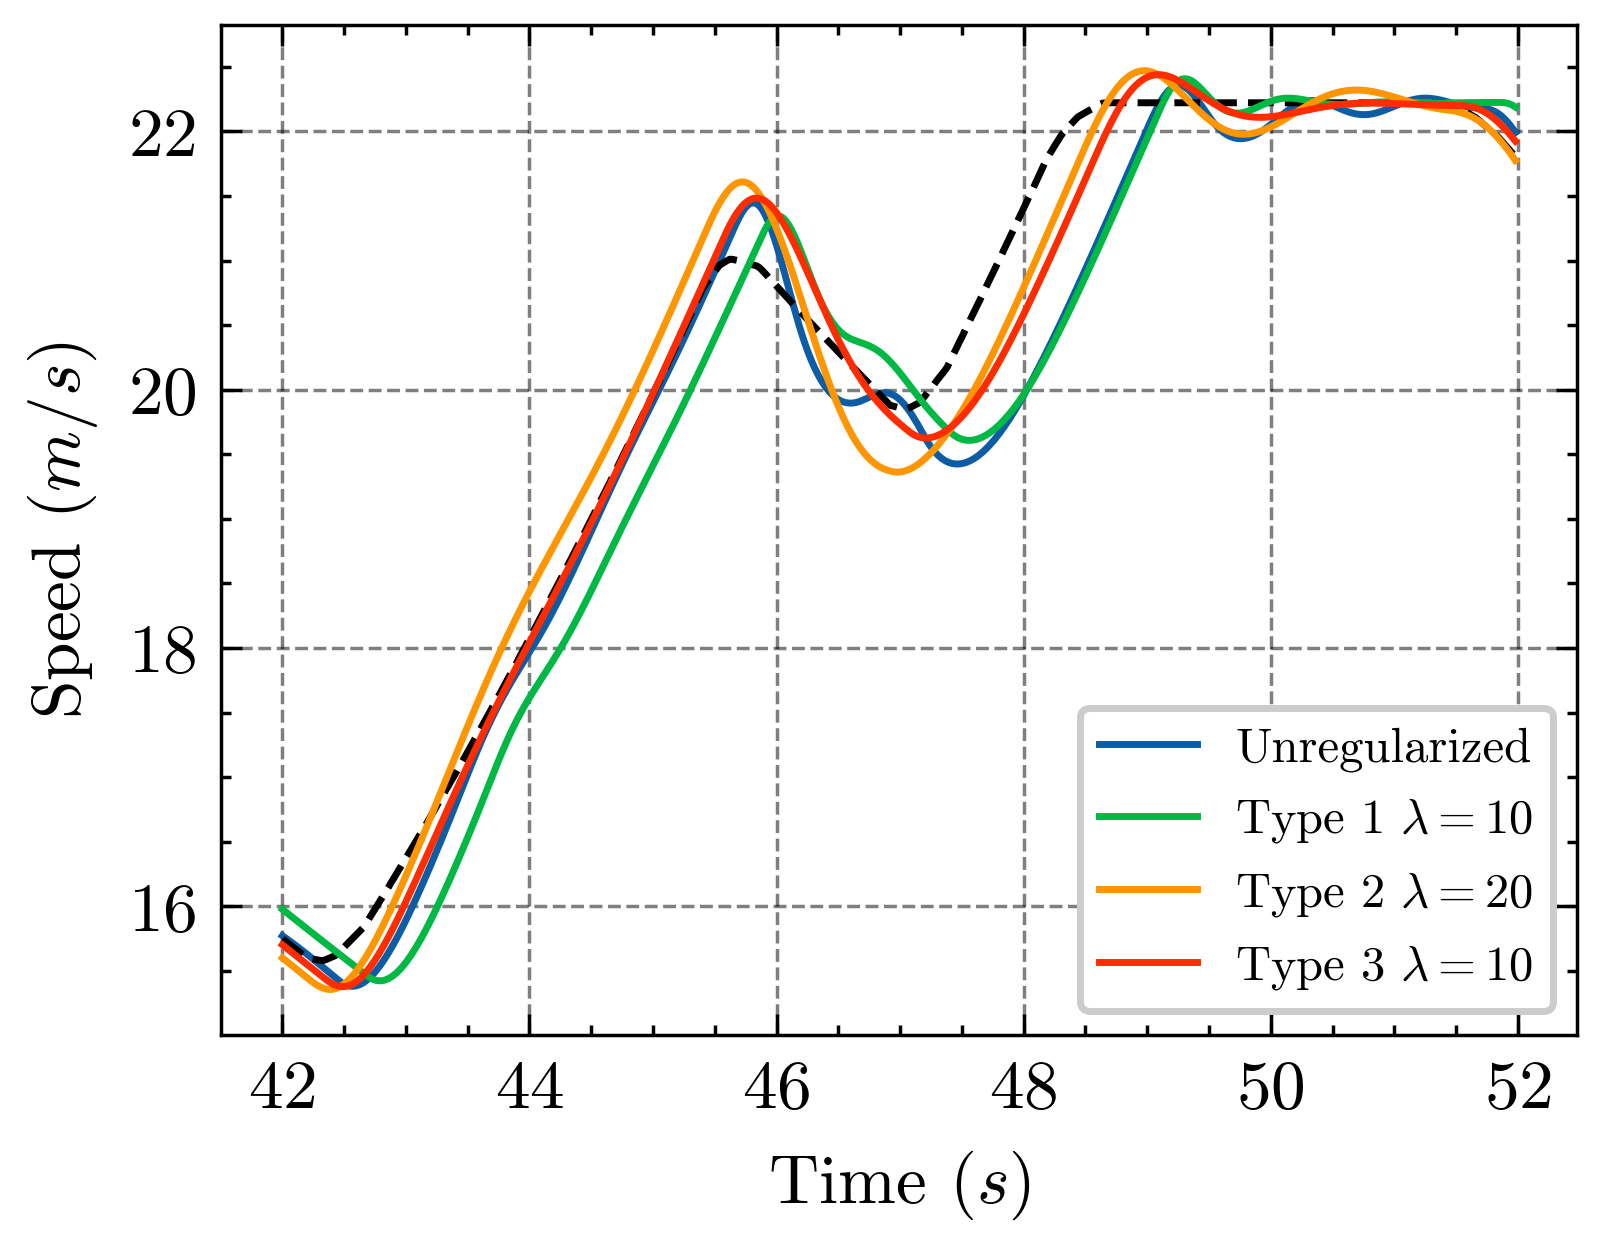 Speed (m/s)
22
20
18
16
Unregularized
Type 1 λ = 10
Type 2 λ = 20
Type 3 λ = 10
42 44 46 48 50 52
Time (s)